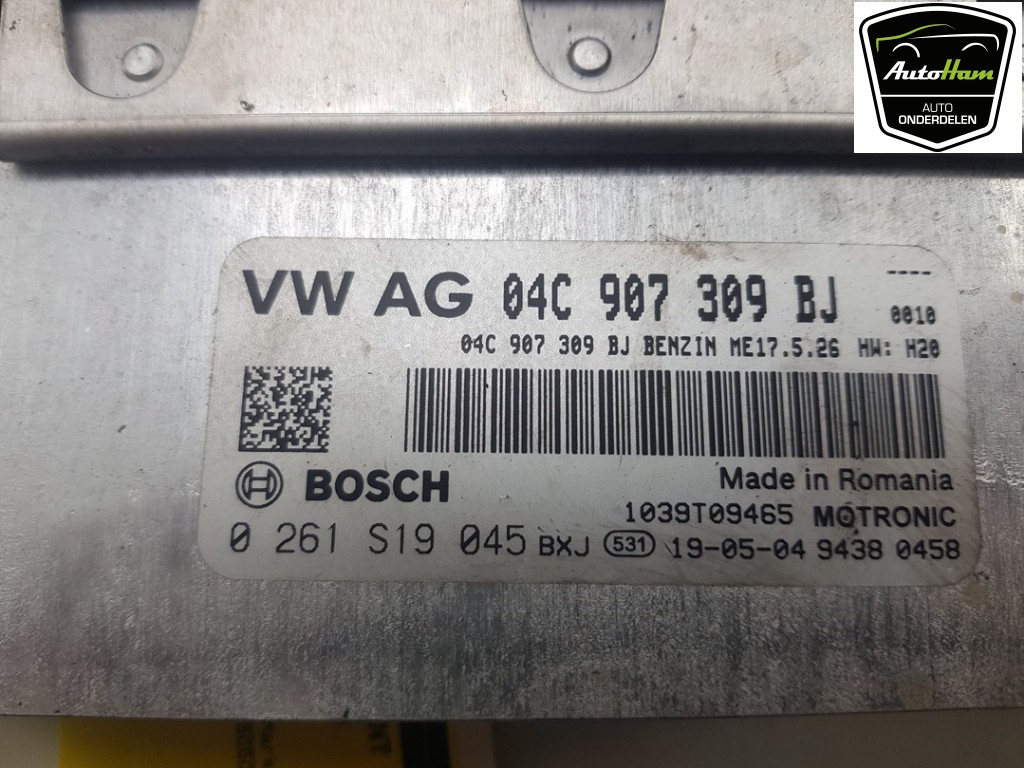 AutoHam
AUTO
ONDERDELEN
VW AG 04C 907 309 BJ ----
0010
04C 907 309 BJ BENZIN ME17.5.26 HW: H20
BOSCH
Made in Romania
1039T09465 MOTRONIC
0 261 S19 045 BXJ 531 19-05-04 9438 0458